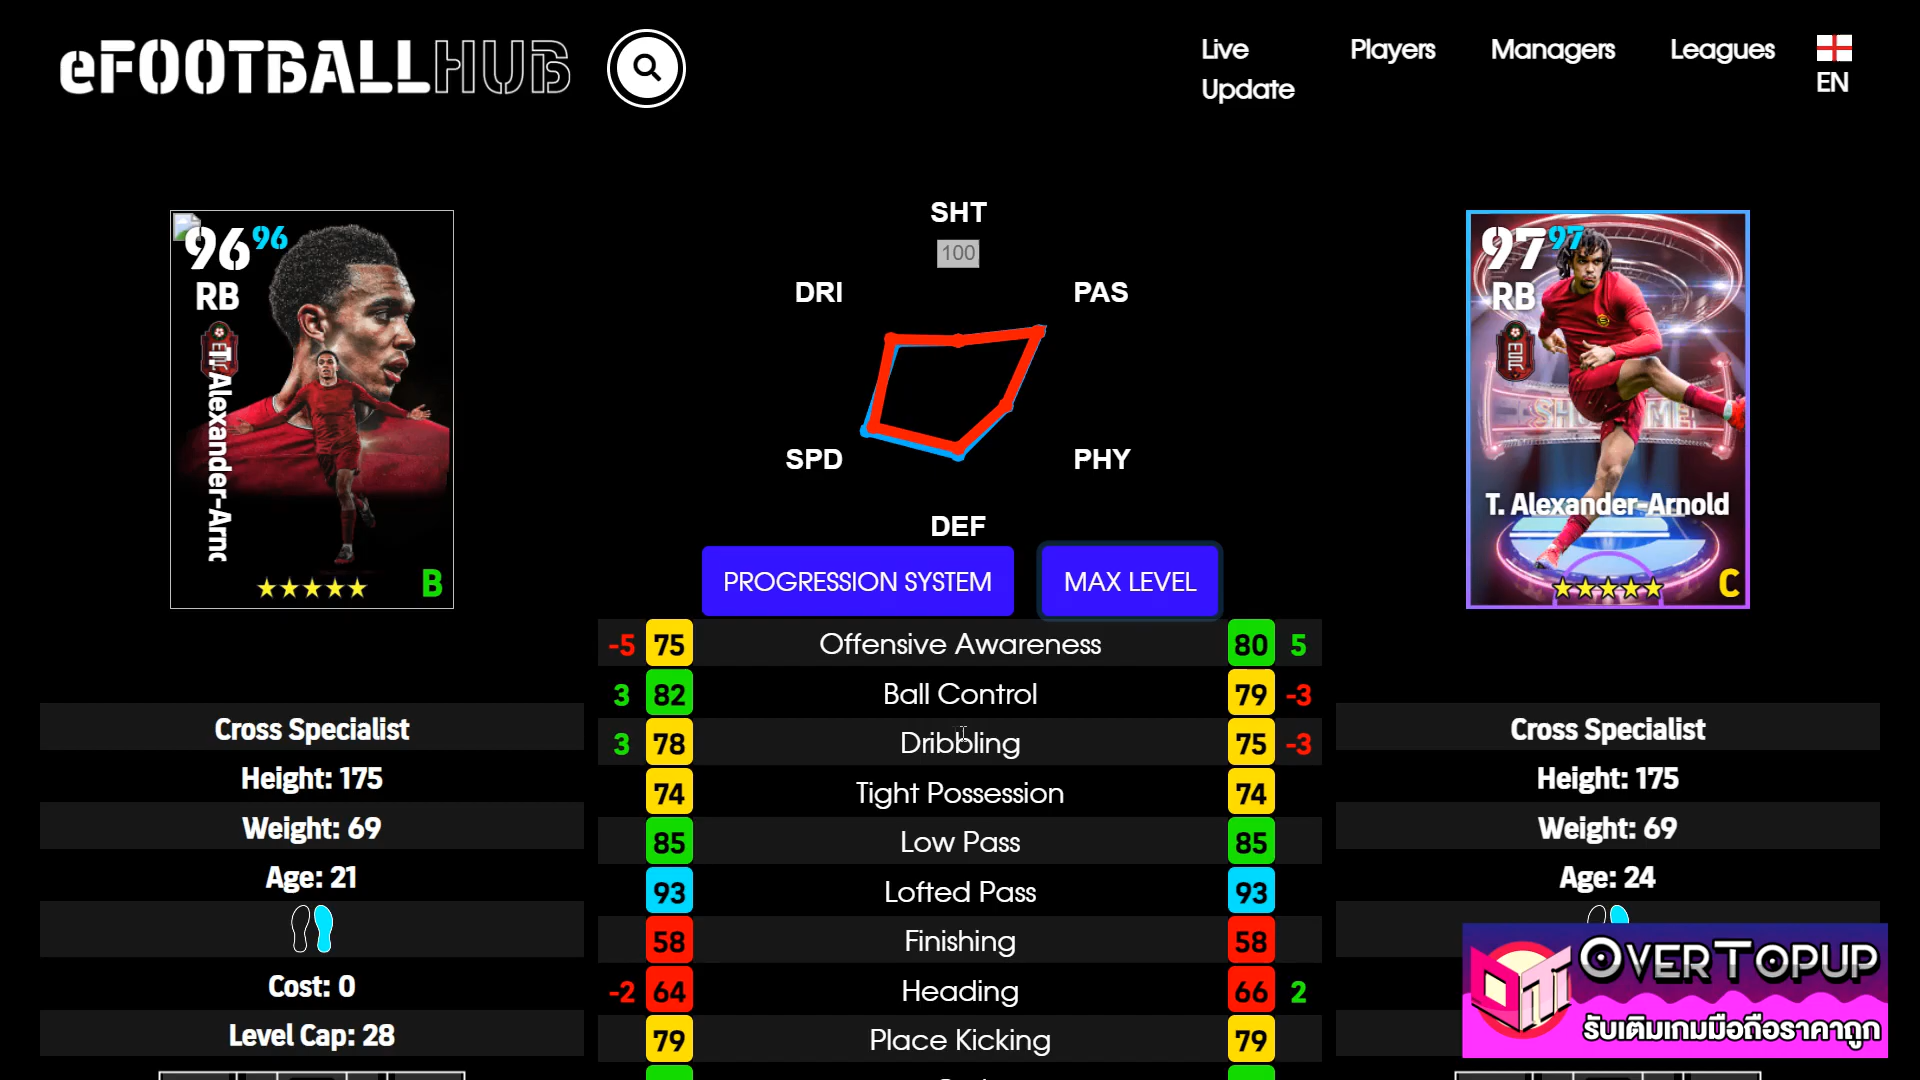 eFOOTBALLHUB
Live Update
Players
Managers
Leagues
EN
96 96
RB
T. Alexander-Arno
B
SHT
100
DRI
PAS
SPD
PHY
DEF
97 97
RB
SHOW TIME
T. Alexander-Arnold
C
PROGRESSION SYSTEM
MAX LEVEL
-5 75 Offensive Awareness 80 5
3 82 Ball Control 79 -3
3 78 Dribbling 75 -3
74 Tight Possession 74
85 Low Pass 85
93 Lofted Pass 93
58 Finishing 58
-2 64 Heading 66 2
79 Place Kicking 79
Cross Specialist
Height: 175
Weight: 69
Age: 21
Cost: 0
Level Cap: 28
Cross Specialist
Height: 175
Weight: 69
Age: 24
OVERTOPUP
รับเติมเกมมือถือราคาถูก